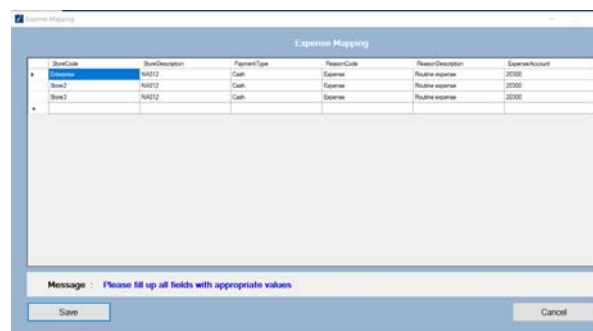 Expense Mapping
Expense Mapping
StoreCode StoreDescription PaymentType ReasonCode ReasonDescription ExpenseAccount
Enterprise NA012 Cash Expense Routine expense 20300
Store2 NA012 Cash Expense Routine expense 20300
Store3 NA012 Cash Expense Routine expense 20300
Message : Please fill up all fields with appropriate values
Save Cancel